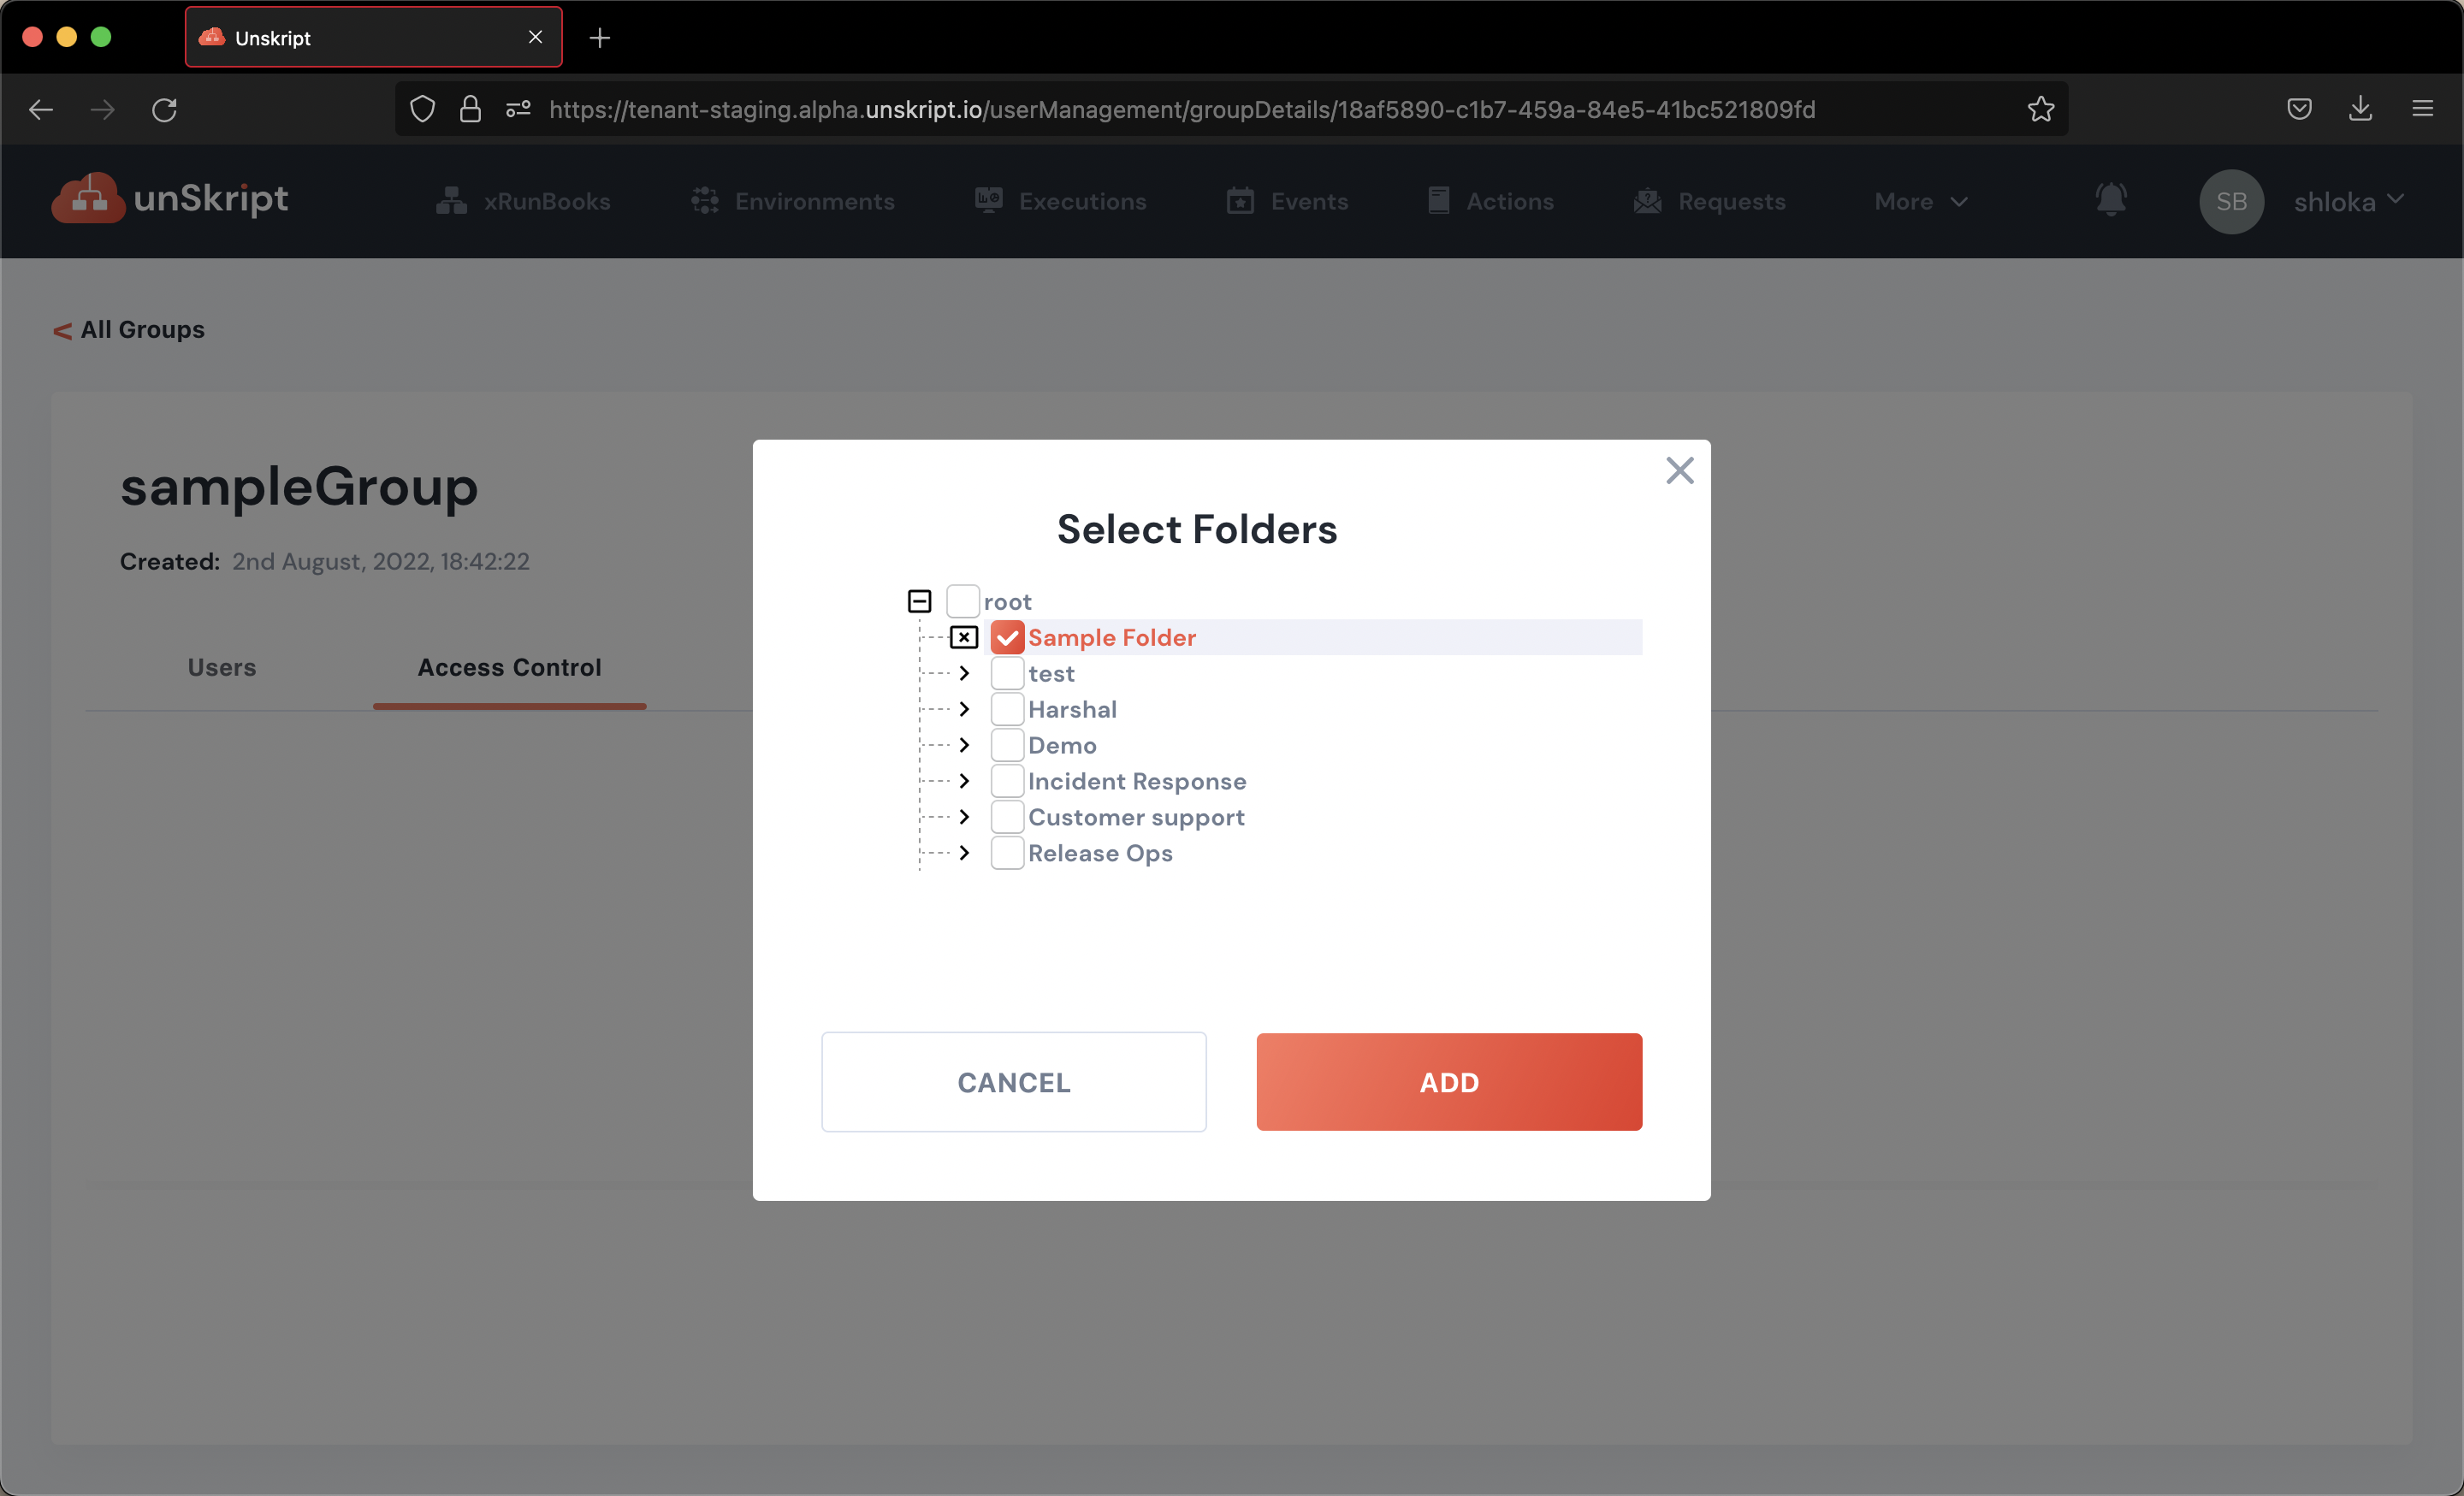 Unskript
https://tenant-staging.alpha.unskript.io/userManagement/groupDetails/18af5890-c1b7-459a-84e5-41bc521809fd
unSkript
xRunBooks
Environments
Executions
Events
Actions
Requests
More
SB
shloka
< All Groups
sampleGroup
Created: 2nd August, 2022, 18:42:22
Users
Access Control
Select Folders
root
Sample Folder
test
Harshal
Demo
Incident Response
Customer support
Release Ops
CANCEL
ADD